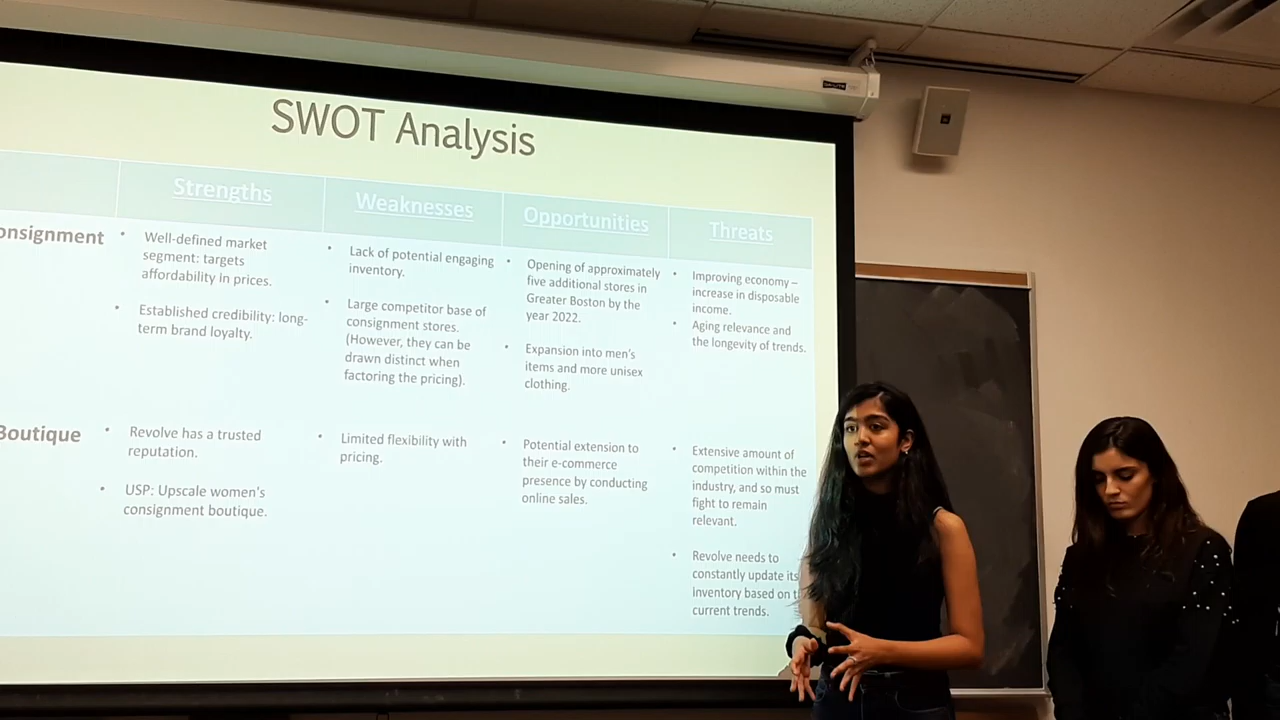 SWOT Analysis
Strengths
Weaknesses
Opportunities
Threats
onsignment
• Well-defined market
segment: targets
affordability in prices.
• Established credibility: long-
term brand loyalty.
• Lack of potential engaging
inventory.
• Large competitor base of
consignment stores.
(However, they can be
drawn distinct when
factoring the pricing).
• Opening of approximately
five additional stores in
Greater Boston by the
year 2022.
• Expansion into men's
items and more unisex
clothing.
• Improving economy –
increase in disposable
income.
• Aging relevance and
the longevity of trends.
Boutique
• Revolve has a trusted
reputation.
• USP: Upscale women's
consignment boutique.
• Limited flexibility with
pricing.
• Potential extension to
their e-commerce
presence by conducting
online sales.
• Extensive amount of
competition within the
industry, and so must
fight to remain
relevant.
• Revolve needs to
constantly update its
inventory based on
current trends.